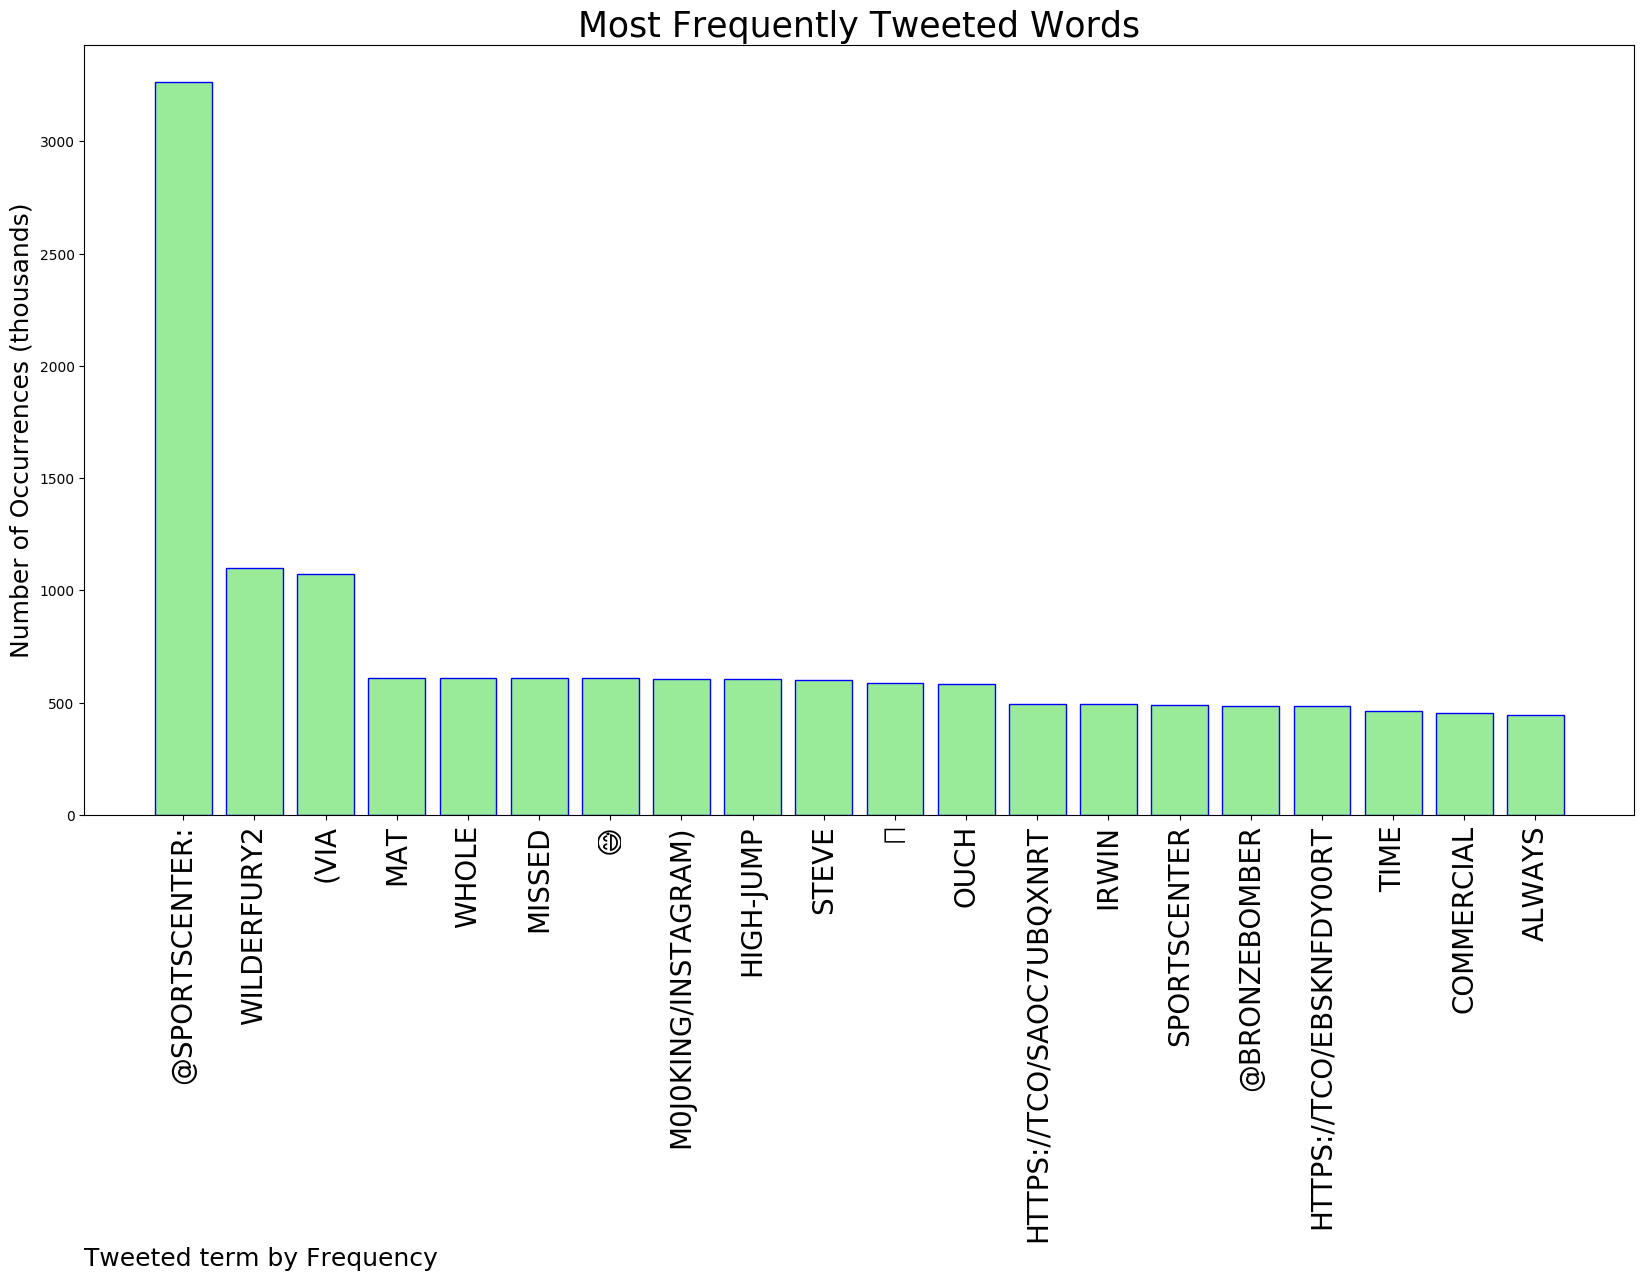 Most Frequently Tweeted Words
Number of Occurrences (thousands)
3000
2500
2000
1500
1000
500
0
@SPORTSCENTER:
WILDERFURY2
(VIA
MAT
WHOLE
MISSED
😅
M0J0KING/INSTAGRAM)
HIGH-JUMP
STEVE
OUCH
HTTPS://TCO/SAOC7UBQXNRT
IRWIN
SPORTSCENTER
@BRONZEBOMBER
HTTPS://TCO/EBSKNFDY00RT
TIME
COMMERCIAL
ALWAYS
Tweeted term by Frequency